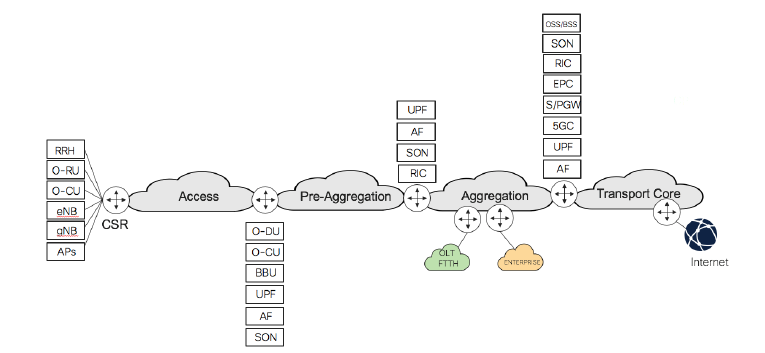 OSS/BSS
SON
RIC
EPC
S/PGW
5GC
UPF
AF
UPF
AF
SON
RIC
RRH
O-RU
O-CU
eNB
gNB
APs
CSR
Access
Pre-Aggregation
Aggregation
Transport Core
O-DU
O-CU
BBU
UPF
AF
SON
OLT
FTTH
ENTERPRISE
Internet